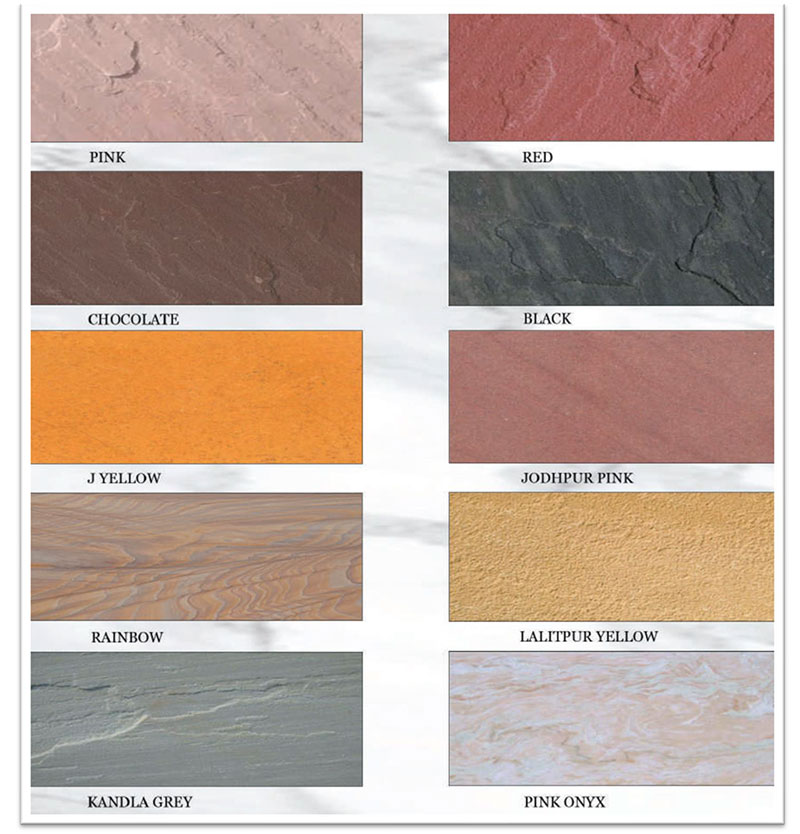 PINK
RED
CHOCOLATE
BLACK
J YELLOW
JODHPUR PINK
RAINBOW
LALITPUR YELLOW
KANDLA GREY
PINK ONYX